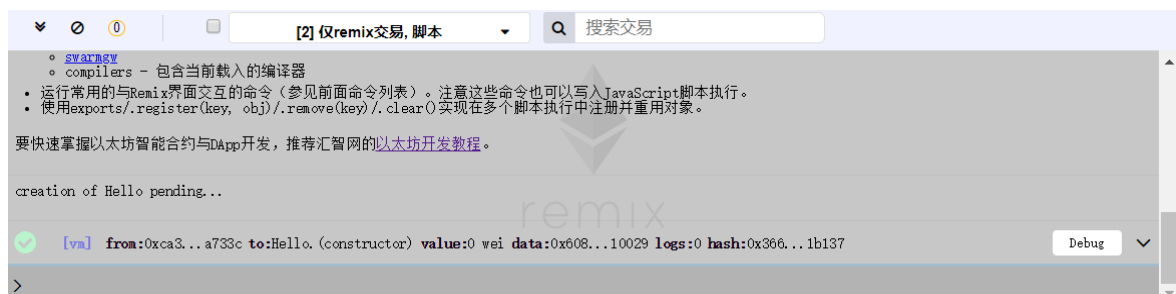 0
[2] 仅remix交易, 脚本
搜索交易
swarmgw
compilers - 包含当前载入的编译器
运行常用的与Remix界面交互的命令（参见前面命令列表）。注意这些命令也可以写入JavaScript脚本执行。
使用exports/.register(key, obj)/.remove(key)/.clear()实现在多个脚本执行中注册并重用对象。
要快速掌握以太坊智能合约与DApp开发，推荐汇智网的以太坊开发教程。
creation of Hello pending...
remix
[vm] from:0xca3...a733c to:Hello.(constructor) value:0 wei data:0x608...10029 logs:0 hash:0x366...1b137
Debug
>